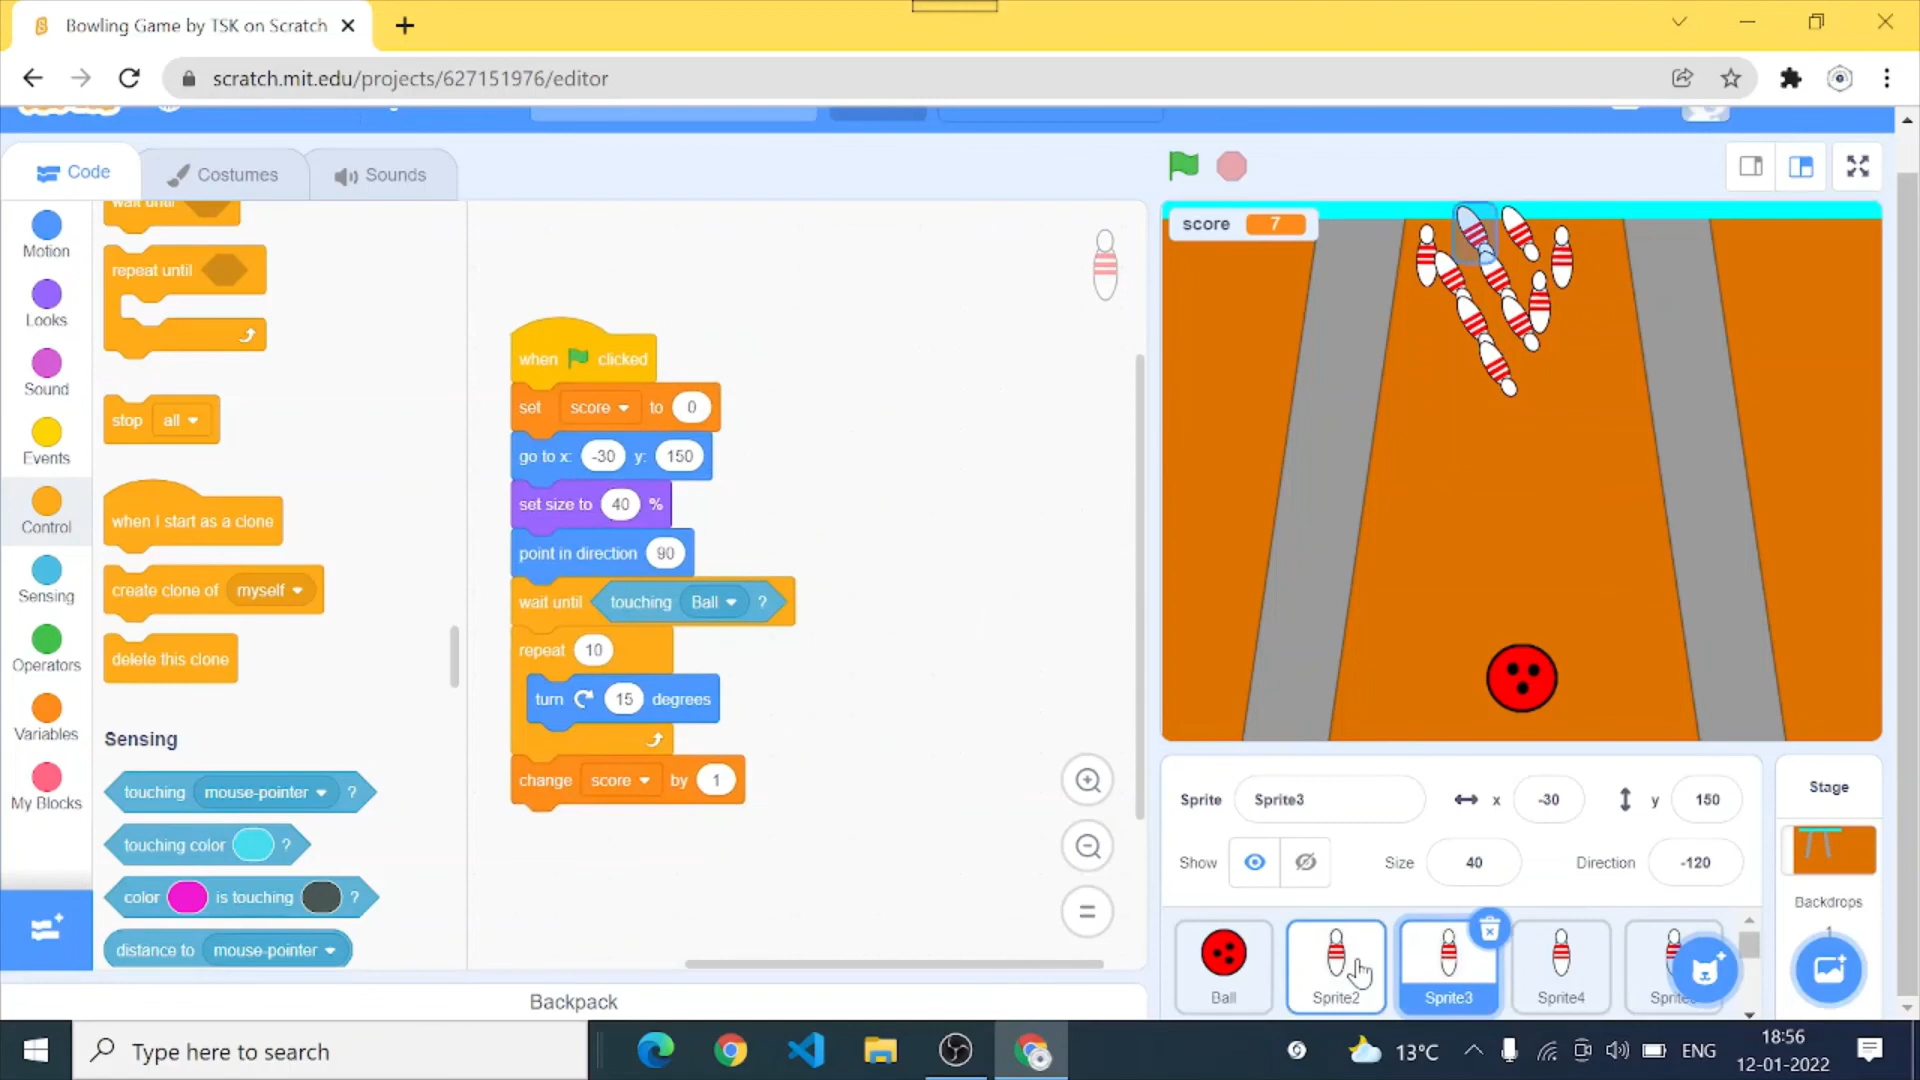 Bowling Game by TSK on Scratch
scratch.mit.edu/projects/627151976/editor
Code
Costumes
Sounds
Motion
Looks
Sound
Events
Control
Sensing
Operators
Variables
My Blocks
wait until
repeat until
stop all
when I start as a clone
create clone of myself
delete this clone
Sensing
touching mouse-pointer ?
touching color ?
color is touching ?
distance to mouse-pointer
when clicked
set score to 0
go to x: -30 y: 150
set size to 40 %
point in direction 90
wait until touching Ball ?
repeat 10
turn 15 degrees
change score by 1
Backpack
score 7
Sprite Sprite3 x -30 y 150
Show Size 40 Direction -120
Ball
Sprite2
Sprite3
Sprite4
Stage
Backdrops
1
Type here to search
13°C
ENG
18:56
12-01-2022